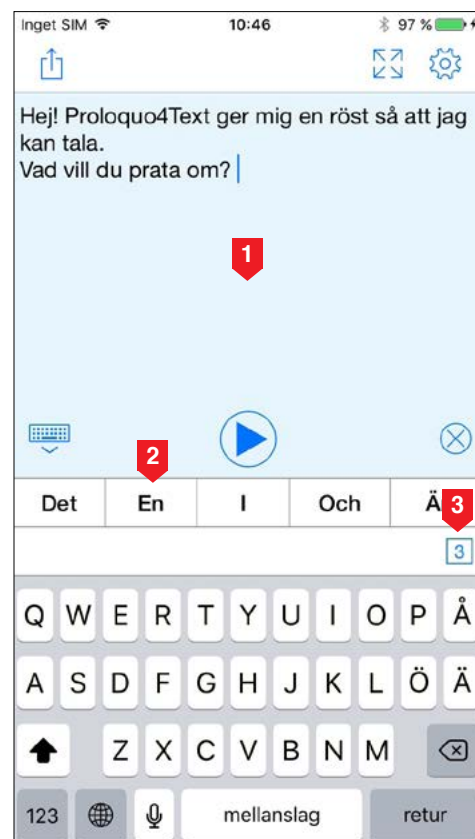 Inget SIM 10:46 97 %
Hej! Proloquo4Text ger mig en röst så att jag
kan tala.
Vad vill du prata om?
1
2
Det En I Och Ä
3
3
Q W E R T Y U I O P Å
A S D F G H J K L Ö Ä
Z X C V B N M
123 mellanslag retur